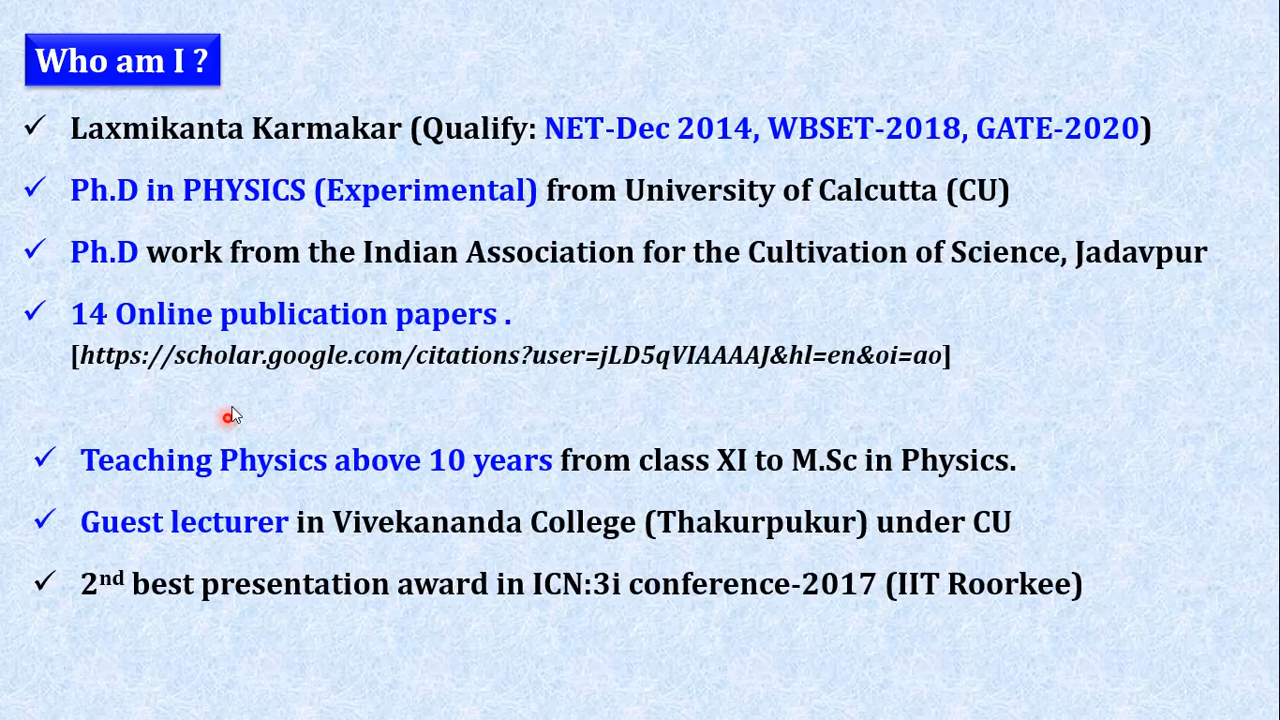 Who am I ?
✓ Laxmikanta Karmakar (Qualify: NET-Dec 2014, WBSET-2018, GATE-2020)
✓ Ph.D in PHYSICS (Experimental) from University of Calcutta (CU)
✓ Ph.D work from the Indian Association for the Cultivation of Science, Jadavpur
✓ 14 Online publication papers .
[https://scholar.google.com/citations?user=jLD5qVIAAAAJ&hl=en&oi=ao]
✓ Teaching Physics above 10 years from class XI to M.Sc in Physics.
✓ Guest lecturer in Vivekananda College (Thakurpukur) under CU
✓ 2nd best presentation award in ICN:3i conference-2017 (IIT Roorkee)